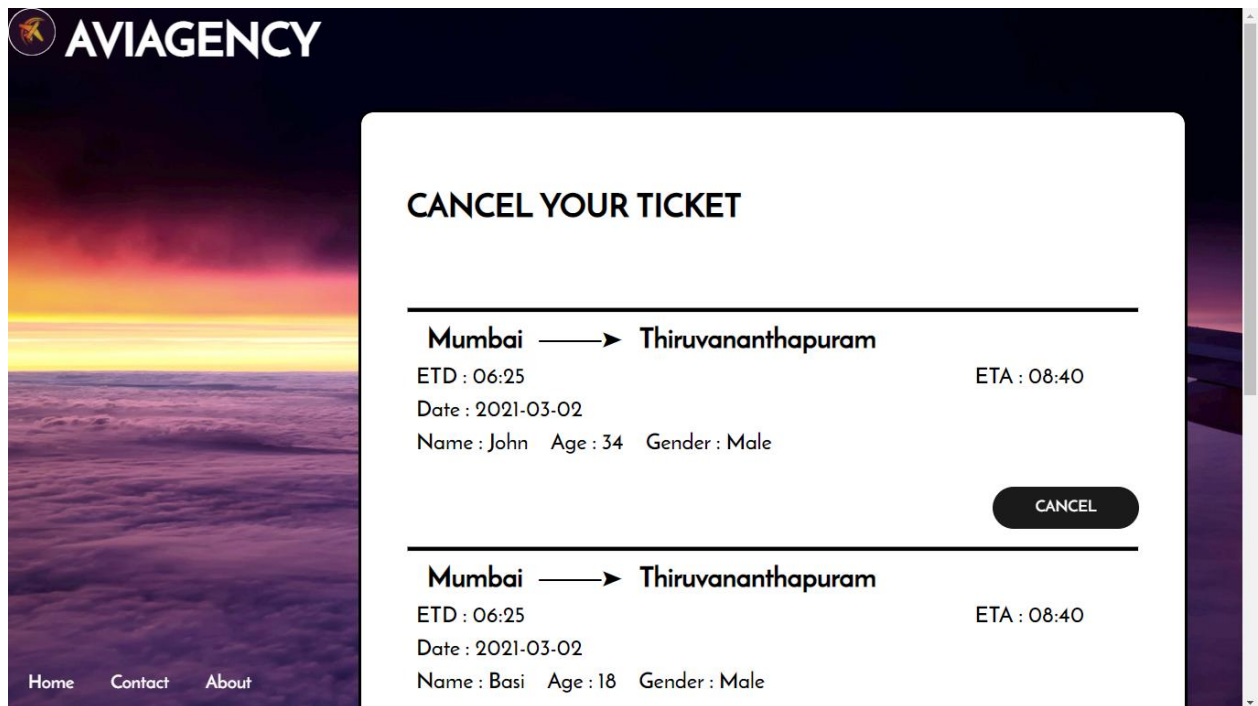 AVIAGENCY
CANCEL YOUR TICKET
Mumbai Thiruvananthapuram
ETD : 06:25 ETA : 08:40
Date : 2021-03-02
Name : John Age : 34 Gender : Male
CANCEL
Mumbai Thiruvananthapuram
ETD : 06:25 ETA : 08:40
Date : 2021-03-02
Name : Basi Age : 18 Gender : Male
Home Contact About